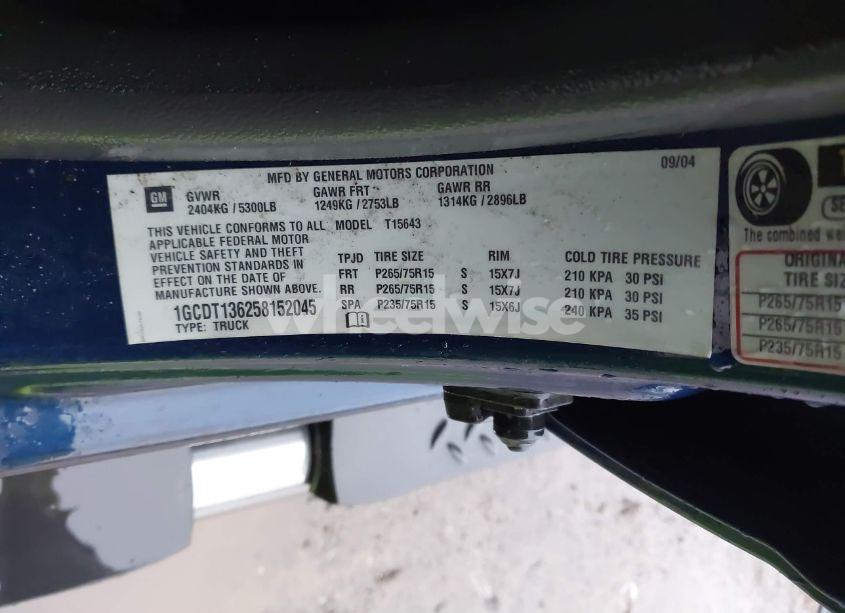 MFD BY GENERAL MOTORS CORPORATION 09/04
GM GVWR GAWR FRT GAWR RR
2404KG / 5300LB 1249KG / 2753LB 1314KG / 2896LB
THIS VEHICLE CONFORMS TO ALL MODEL T15643
APPLICABLE FEDERAL MOTOR
VEHICLE SAFETY AND THEFT TPJD TIRE SIZE RIM COLD TIRE PRESSURE
PREVENTION STANDARDS IN FRT P265/75R15 S 15X7J 210 KPA 30 PSI
EFFECT ON THE DATE OF RR P265/75R15 S 15X7J 210 KPA 30 PSI
MANUFACTURE SHOWN ABOVE. SPA P235/75R15 S 15X6J 240 KPA 35 PSI
1GCDT136258152045
TYPE: TRUCK
wheelwise
The combined
ORIGINA
TIRE SIZE
P265/75R15
P265/75R15
P235/75R15